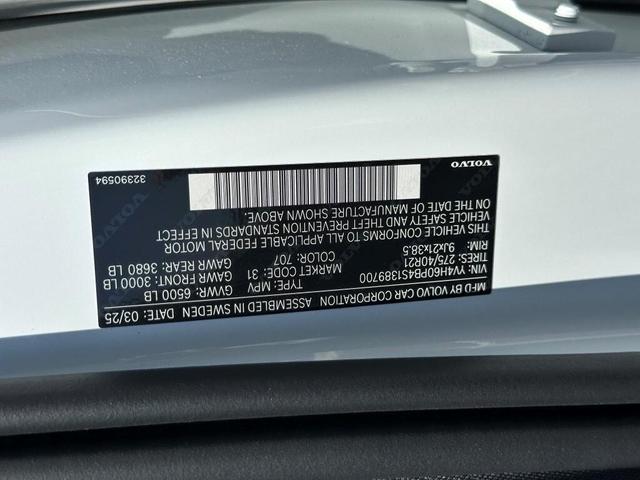 MFD BY VOLVO CAR CORPORATION ASSEMBLED IN SWEDEN DATE: 03/25
VIN: YV4H60PB4S1389700 TYPE: MPV GVWR: 6500 LB
TIRES: 275/40R21 MARKET CODE: 31 GAWR FRONT: 3000 LB
RIM: 9Jx21x38.5 COLOR: 707 GAWR REAR: 3680 LB
THIS VEHICLE CONFORMS TO ALL APPLICABLE FEDERAL MOTOR
VEHICLE SAFETY AND THEFT PREVENTION STANDARDS IN EFFECT
ON THE DATE OF MANUFACTURE SHOWN ABOVE.
VOLVO 32390594